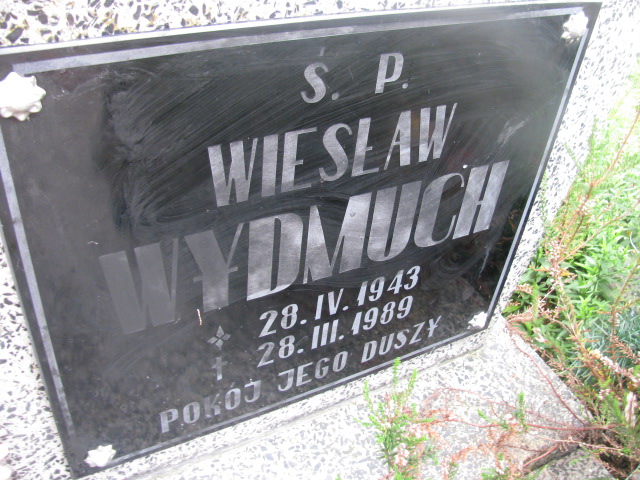 Ś. P.
WIESŁAW
WYDMUCH
28. IV. 1943
† 28. III. 1989
POKÓJ JEGO DUSZY